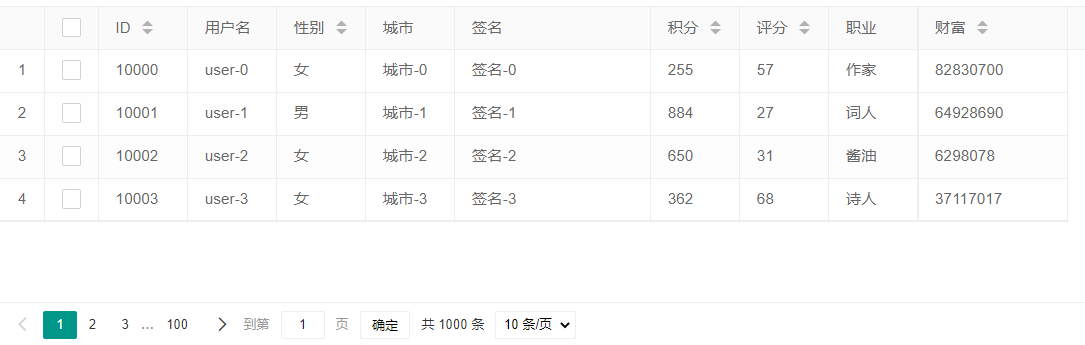 ID 用户名 性别 城市 签名 积分 评分 职业 财富
1 10000 user-0 女 城市-0 签名-0 255 57 作家 82830700
2 10001 user-1 男 城市-1 签名-1 884 27 词人 64928690
3 10002 user-2 女 城市-2 签名-2 650 31 酱油 6298078
4 10003 user-3 女 城市-3 签名-3 362 68 诗人 37117017
1 2 3 … 100 到第 1 页 确定 共 1000 条 10 条/页